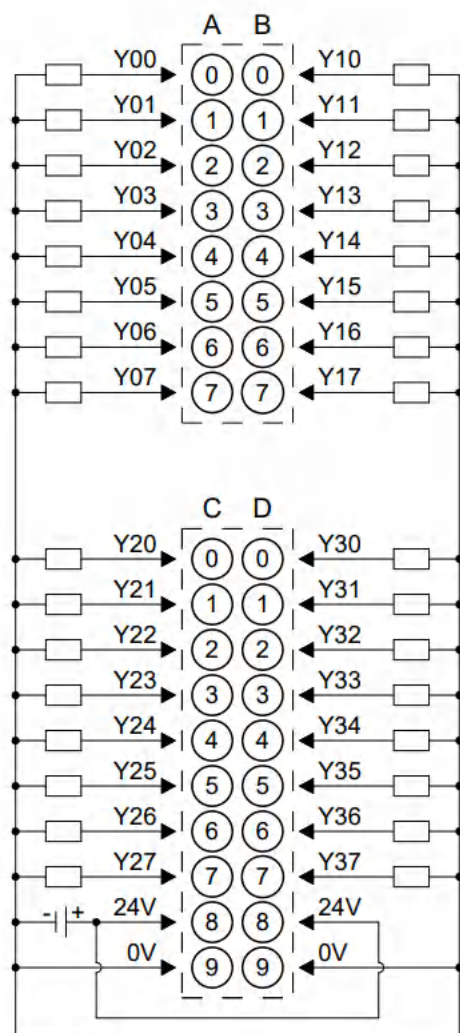 A B
Y00 0 0 Y10
Y01 1 1 Y11
Y02 2 2 Y12
Y03 3 3 Y13
Y04 4 4 Y14
Y05 5 5 Y15
Y06 6 6 Y16
Y07 7 7 Y17
C D
Y20 0 0 Y30
Y21 1 1 Y31
Y22 2 2 Y32
Y23 3 3 Y33
Y24 4 4 Y34
Y25 5 5 Y35
Y26 6 6 Y36
Y27 7 7 Y37
- + 24V 8 8 24V
0V 9 9 0V